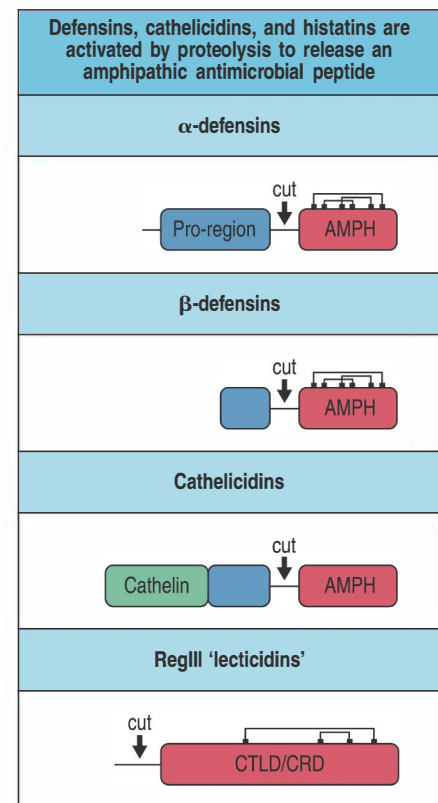 Defensins, cathelicidins, and histatins are
activated by proteolysis to release an
amphipathic antimicrobial peptide
α-defensins
cut
Pro-region
AMPH
β-defensins
cut
AMPH
Cathelicidins
cut
Cathelin
AMPH
RegIII ‘lecticidins’
cut
CTLD/CRD